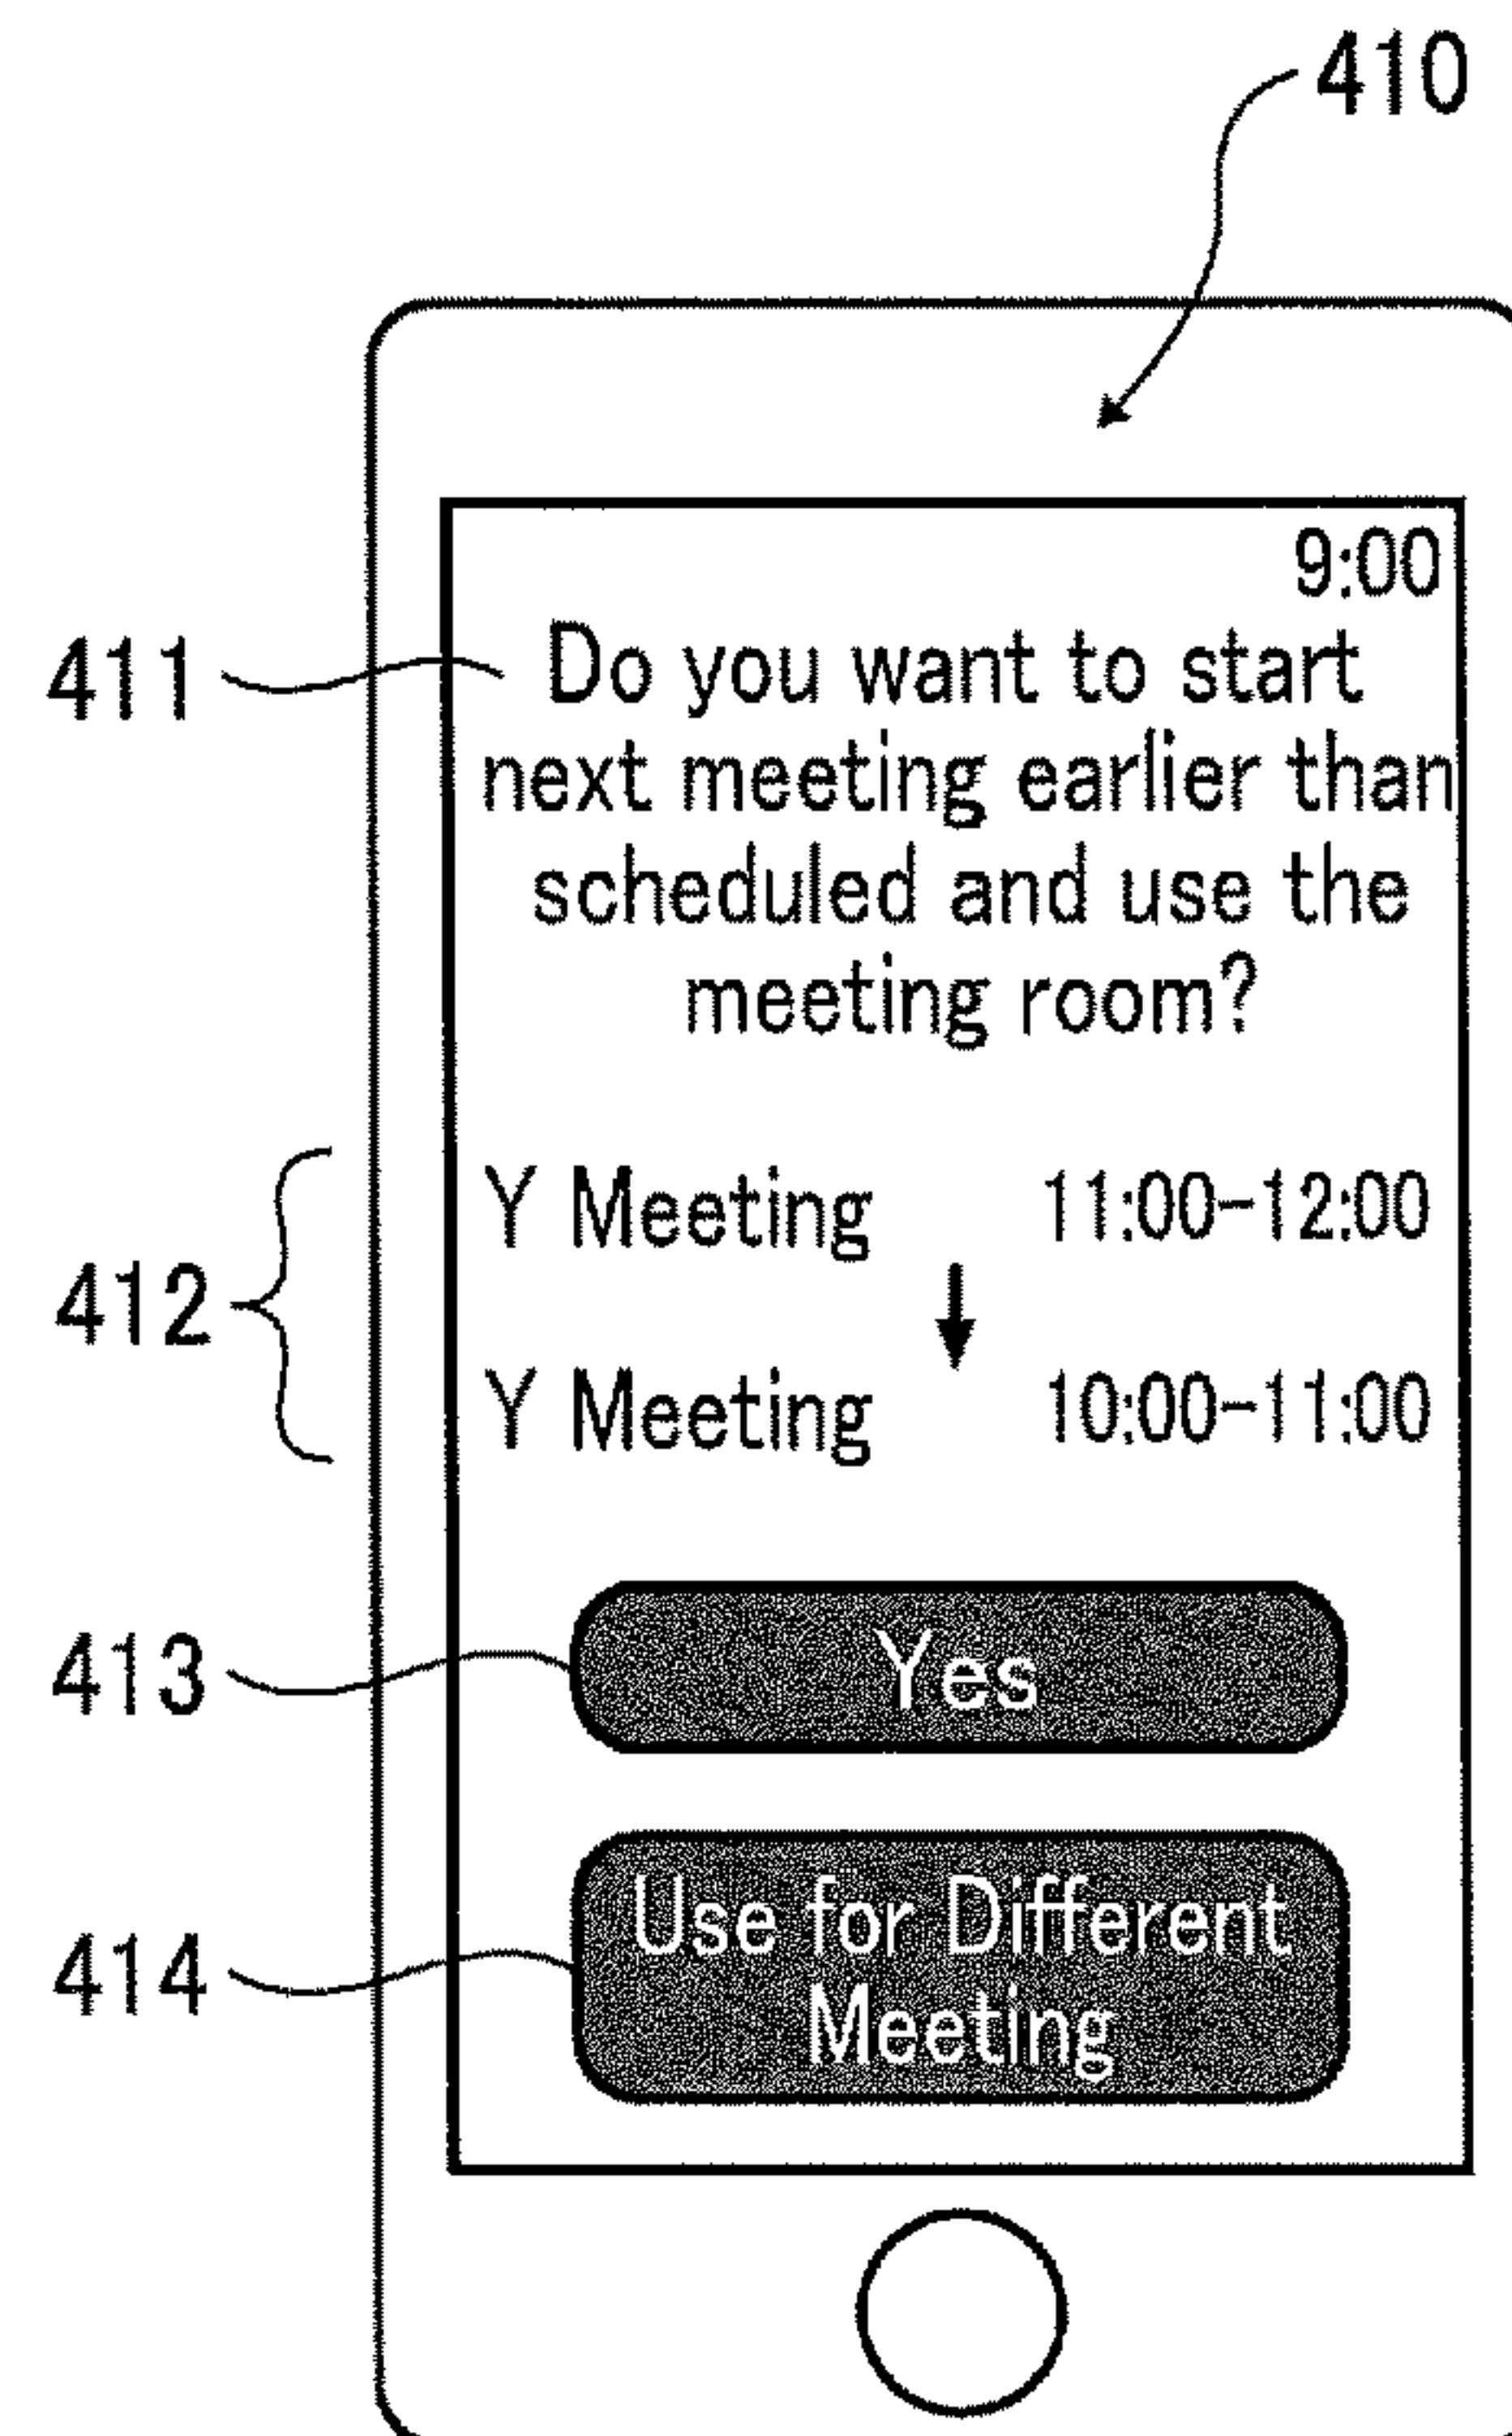 410
9:00
411
Do you want to start
next meeting earlier than
scheduled and use the
meeting room?
412
Y Meeting 11:00-12:00
Y Meeting 10:00-11:00
413
Yes
414
Use for Different
Meeting